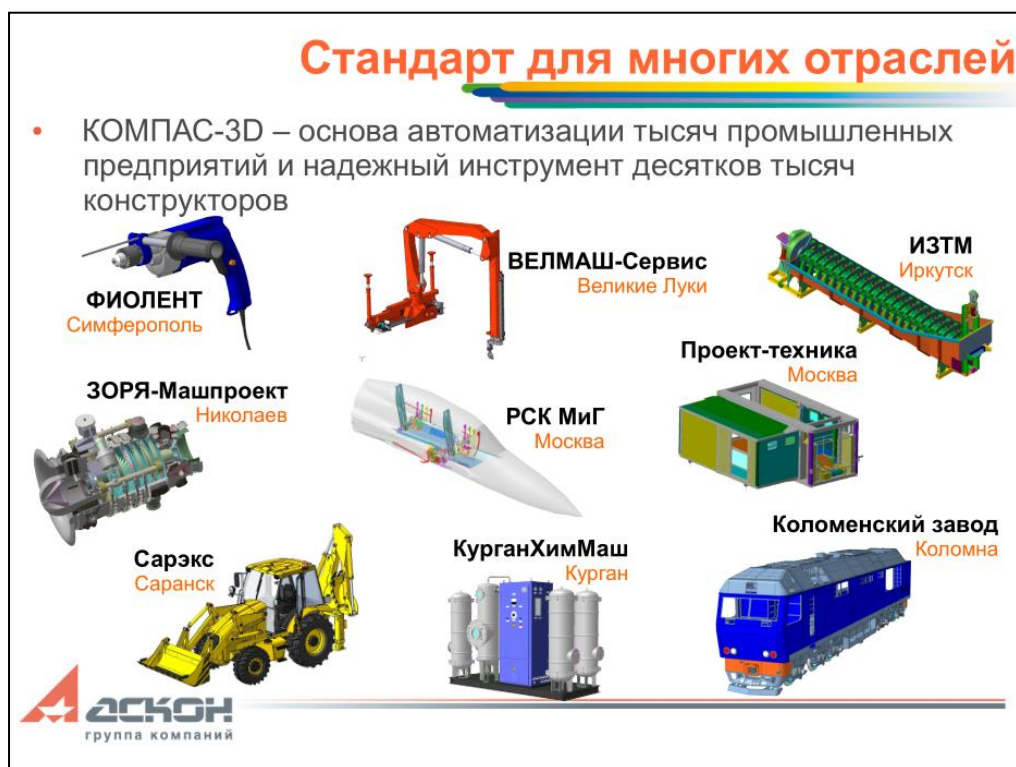 Стандарт для многих отраслей
• КОМПАС-3D – основа автоматизации тысяч промышленных
предприятий и надежный инструмент десятков тысяч
конструкторов
ФИОЛЕНТ
Симферополь
ВЕЛМАШ-Сервис
Великие Луки
ИЗТМ
Иркутск
Проект-техника
Москва
ЗОРЯ-Машпроект
Николаев
РСК МиГ
Москва
Коломенский завод
Коломна
Сарэкс
Саранск
КурганХимМаш
Курган
АСКОН
группа компаний